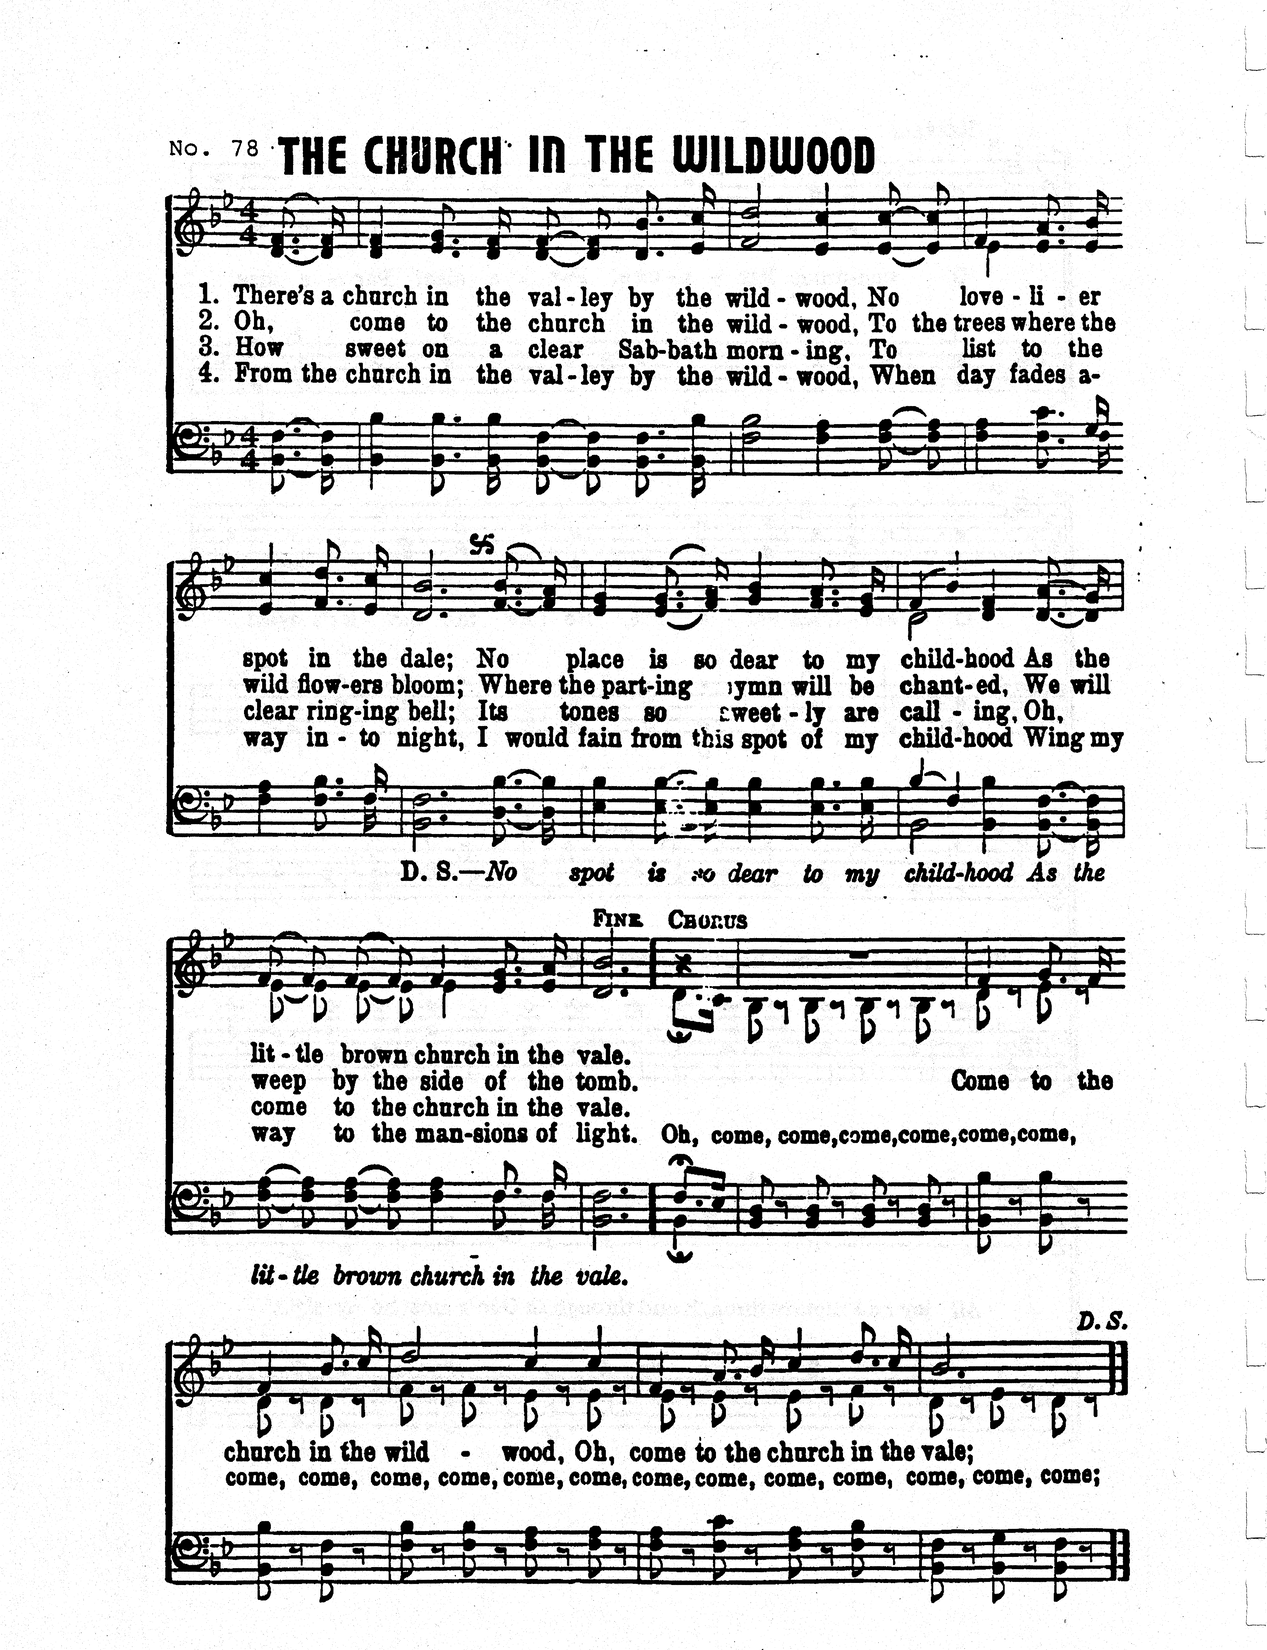 No. 78 THE CHURCH IN THE WILDWOOD
1. There's a church in the val-ley by the wild-wood, No love-li-er
2. Oh, come to the church in the wild-wood, To the trees where the
3. How sweet on a clear Sab-bath morn-ing, To list to the
4. From the church in the val-ley by the wild-wood, When day fades a-
spot in the dale; No place is so dear to my child-hood As the
wild flow-ers bloom; Where the part-ing hymn will be chant-ed, We will
clear ring-ing bell; Its tones so sweet-ly are call-ing, Oh,
way in-to night, I would fain from this spot of my child-hood Wing my
D. S.—No spot is so dear to my child-hood As the
FINE CHORUS
lit-tle brown church in the vale.
weep by the side of the tomb. Come to the
come to the church in the vale.
way to the man-sions of light. Oh, come, come, come, come, come, come,
lit-tle brown church in the vale.
D. S.
church in the wild - wood, Oh, come to the church in the vale;
come, come, come, come, come, come, come, come, come, come, come, come, come;